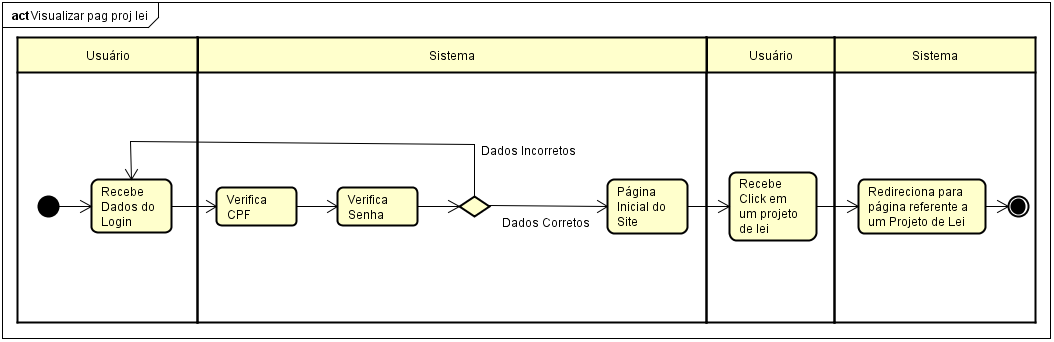 act Visualizar pag proj lei
Usuário
Sistema
Usuário
Sistema
Dados Incorretos
Recebe
Dados do
Login
Verifica
CPF
Verifica
Senha
Dados Corretos
Página
Inicial do
Site
Recebe
Click em
um projeto
de lei
Redireciona para
página referente a
um Projeto de Lei